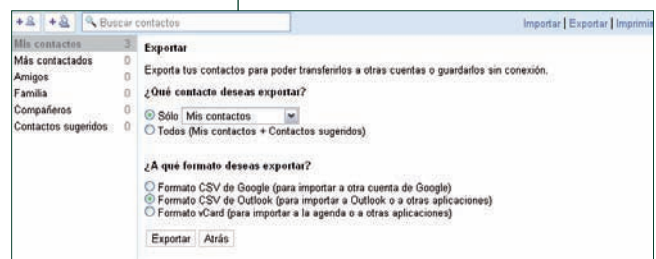 Buscar contactos
Importar | Exportar | Imprimir
Mis contactos 3
Más contactados 0
Amigos 0
Familia 0
Compañeros 0
Contactos sugeridos 0
Exportar
Exporta tus contactos para poder transferirlos a otras cuentas o guardarlos sin conexión.
¿Qué contacto deseas exportar?
Sólo Mis contactos
Todos (Mis contactos + Contactos sugeridos)
¿A qué formato deseas exportar?
Formato CSV de Google (para importar a otra cuenta de Google)
Formato CSV de Outlook (para importar a Outlook o a otras aplicaciones)
Formato vCard (para importar a la agenda o a otras aplicaciones)
Exportar Atrás